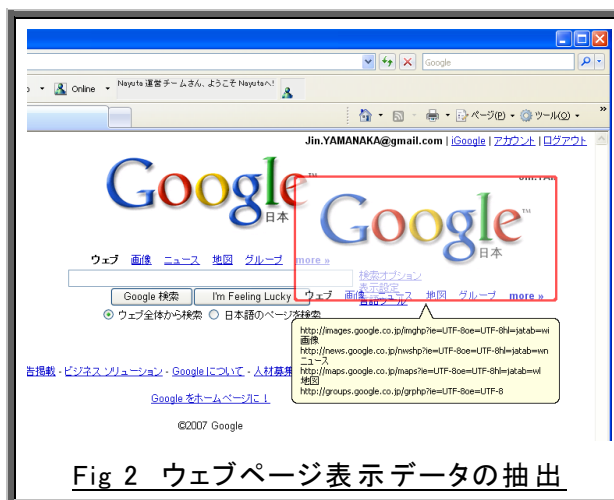 Google
Online
Nayuta 運営チームさん、ようこそ Nayutaへ!
ページ(P)
ツール(O)
»
Jin.YAMANAKA@gmail.com | iGoogle | アカウント | ログアウト
Google™
日本
Google™
日本
ウェブ 画像 ニュース 地図 グループ more »
検索オプション
表示設定
言語ツール
ウェブ 画像 ニュース 地図 グループ more »
Google 検索
I'm Feeling Lucky
ウェブ全体から検索
日本語のページを検索
http://images.google.co.jp/imghp?ie=UTF-8oe=UTF-8hl=jatab=wi
画像
http://news.google.co.jp/nwshp?ie=UTF-8oe=UTF-8hl=jatab=wn
ニュース
http://maps.google.co.jp/maps?ie=UTF-8oe=UTF-8hl=jatab=wl
地図
http://groups.google.co.jp/grphp?ie=UTF-8oe=UTF-8
告掲載 - ビジネス ソリューション - Google について - 人材募集
Google をホームページに!
©2007 Google
Fig 2 ウェブページ表示データの抽出